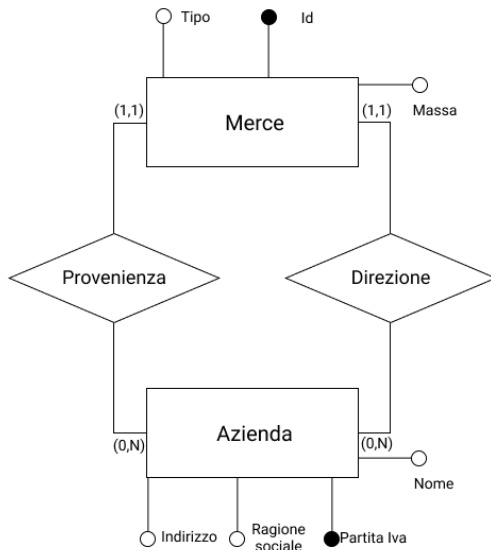 Tipo
Id
(1,1)
Merce
(1,1)
Massa
Provenienza
Direzione
(0,N)
Azienda
(0,N)
Nome
Indirizzo
Ragione
sociale
Partita Iva